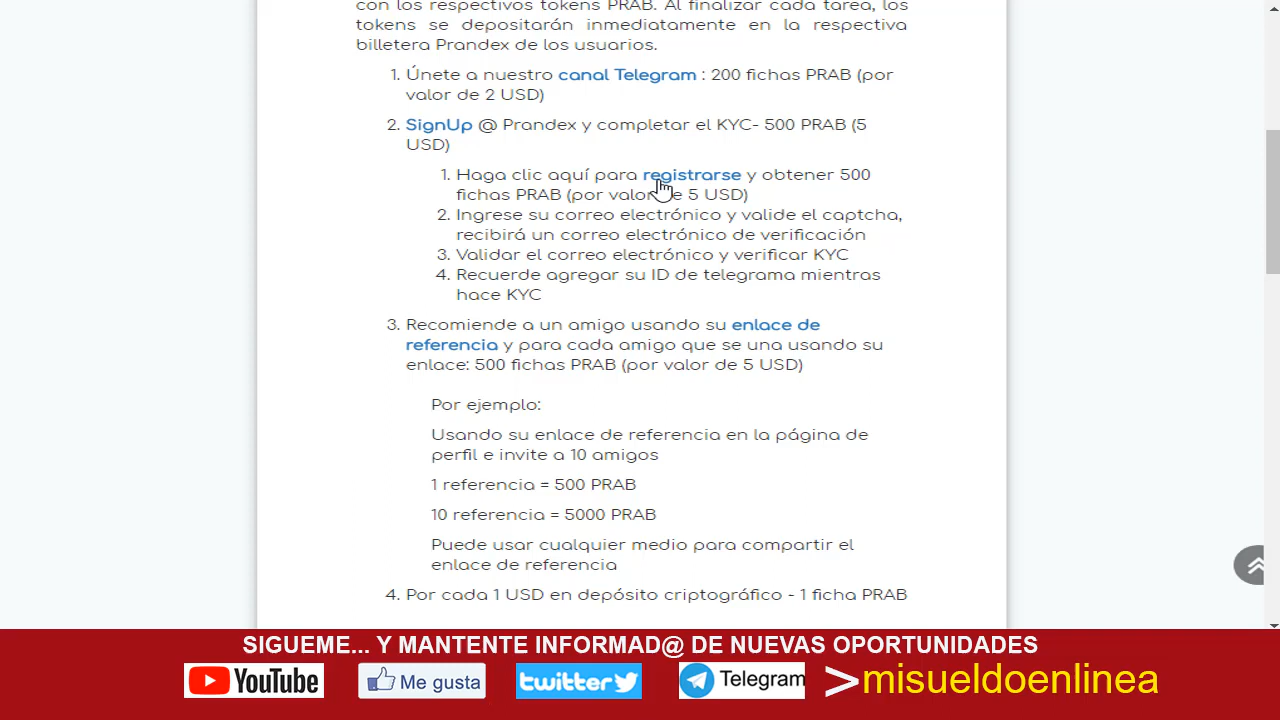 con los respectivos tokens PRAB. Al finalizar cada tarea, los
tokens se depositarán inmediatamente en la respectiva
billetera Prandex de los usuarios.
1. Únete a nuestro canal Telegram : 200 fichas PRAB (por
valor de 2 USD)
2. SignUp @ Prandex y completar el KYC- 500 PRAB (5
USD)
1. Haga clic aquí para registrarse y obtener 500
fichas PRAB (por valor de 5 USD)
2. Ingrese su correo electrónico y valide el captcha,
recibirá un correo electrónico de verificación
3. Validar el correo electrónico y verificar KYC
4. Recuerde agregar su ID de telegrama mientras
hace KYC
3. Recomiende a un amigo usando su enlace de
referencia y para cada amigo que se una usando su
enlace: 500 fichas PRAB (por valor de 5 USD)
Por ejemplo:
Usando su enlace de referencia en la página de
perfil e invite a 10 amigos
1 referencia = 500 PRAB
10 referencia = 5000 PRAB
Puede usar cualquier medio para compartir el
enlace de referencia
4. Por cada 1 USD en depósito criptográfico - 1 ficha PRAB
SIGUEME... Y MANTENTE INFORMAD@ DE NUEVAS OPORTUNIDADES
YouTube Me gusta twitter Telegram >misueldoenlinea